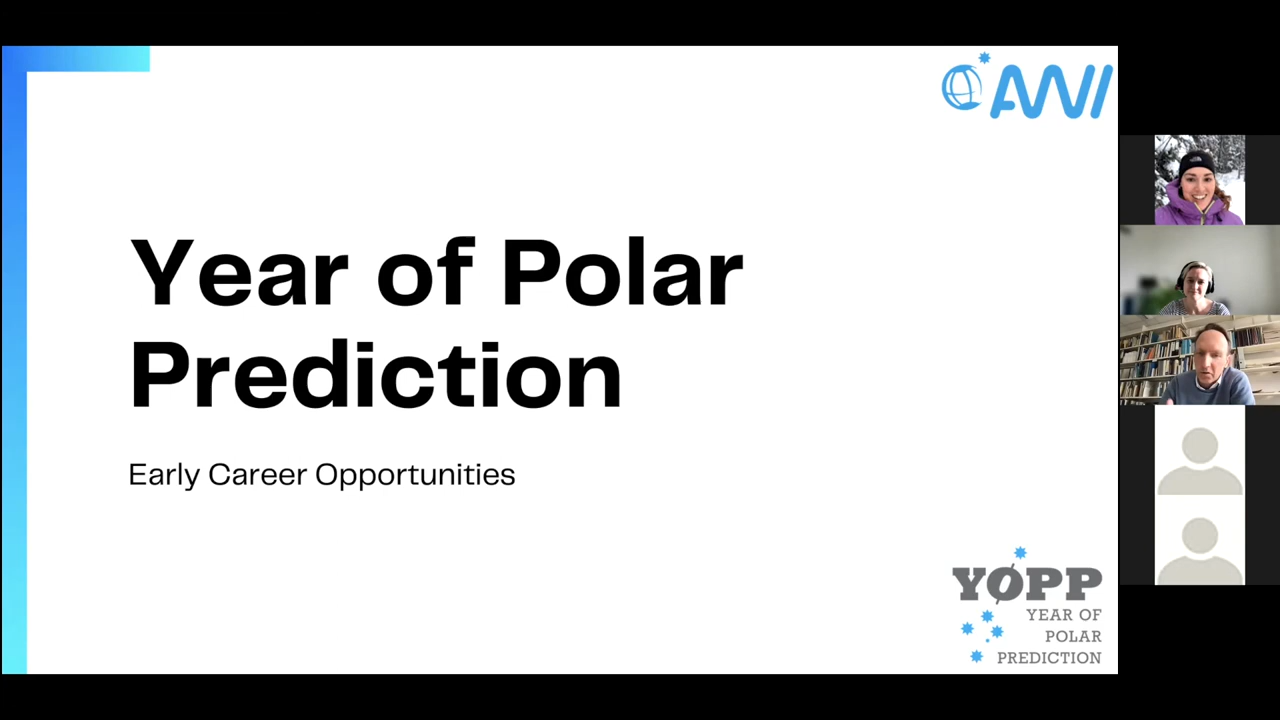 AWI
Year of Polar
Prediction
Early Career Opportunities
YOPP
YEAR OF
POLAR
PREDICTION